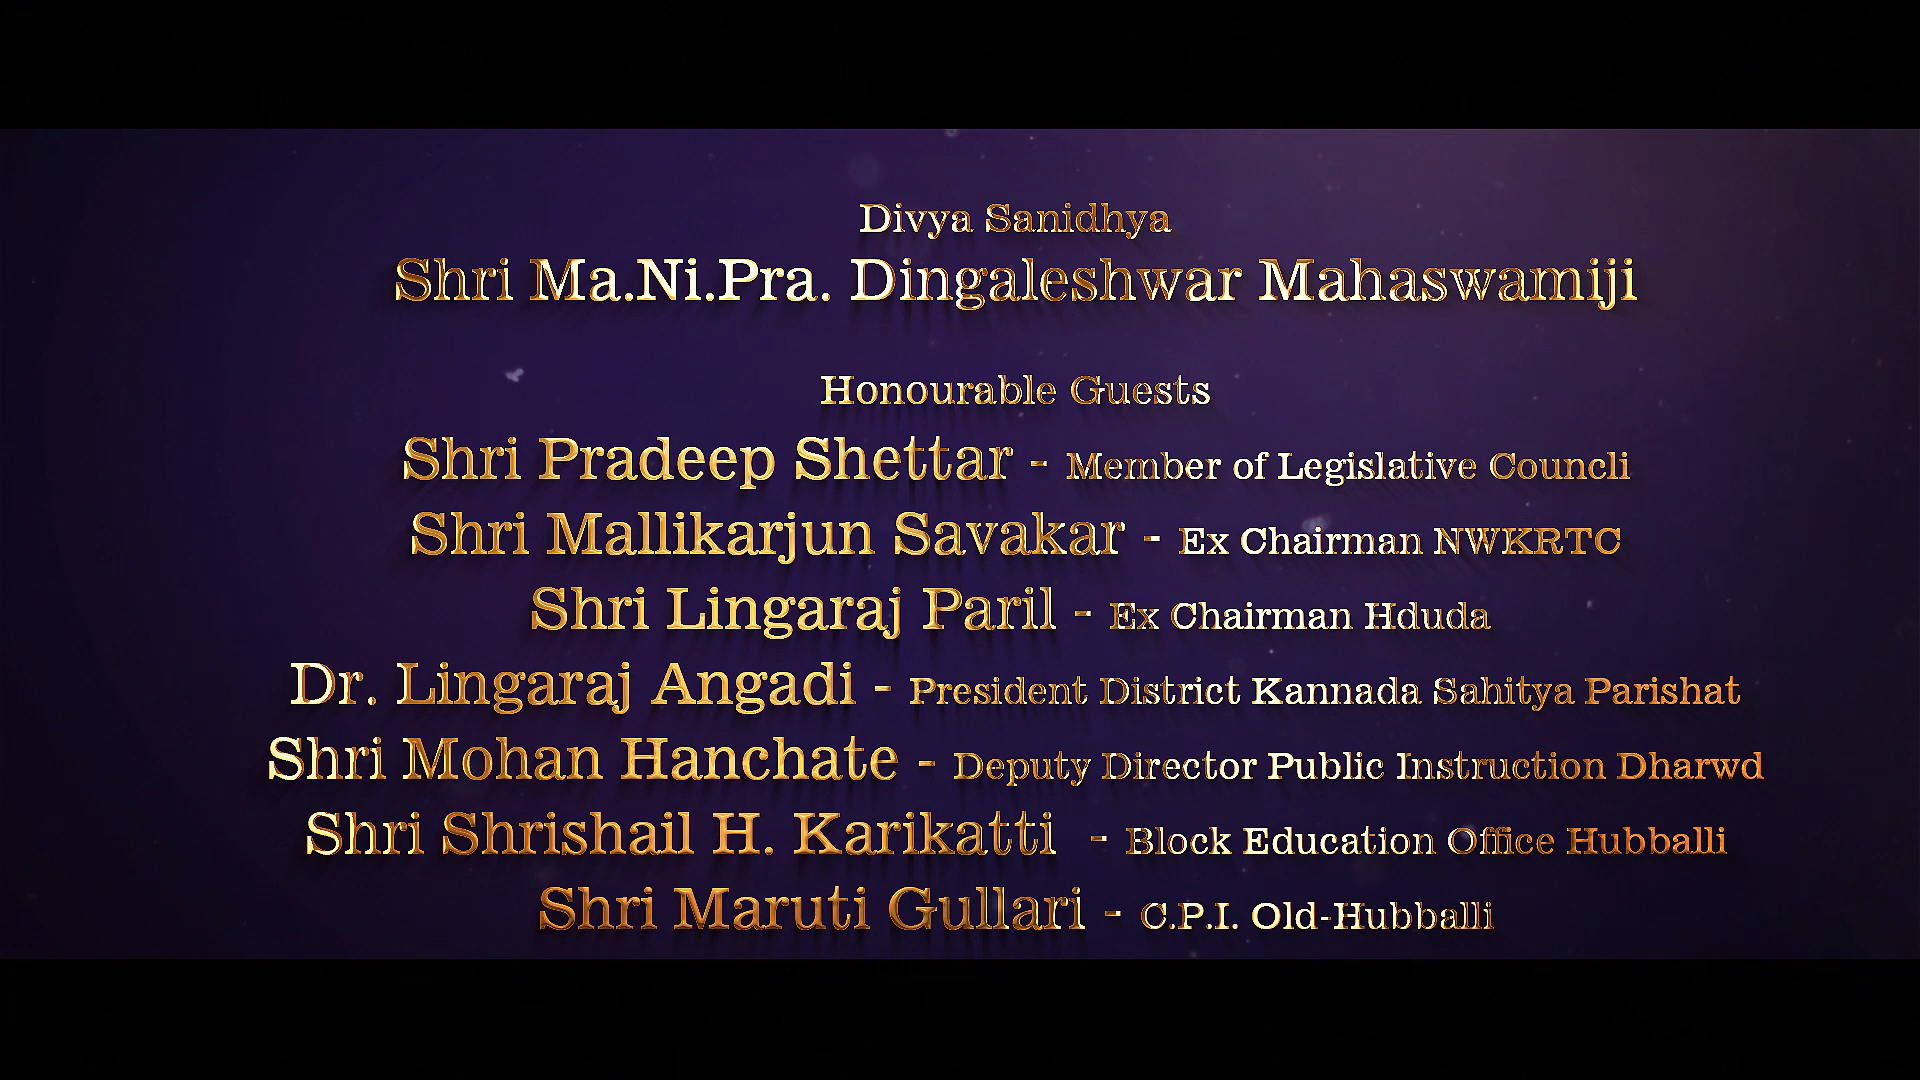 Divya Sanidhya
Shri Ma.Ni.Pra. Dingaleshwar Mahaswamiji
Honourable Guests
Shri Pradeep Shettar - Member of Legislative Councli
Shri Mallikarjun Savakar - Ex Chairman NWKRTC
Shri Lingaraj Paril - Ex Chairman Hduda
Dr. Lingaraj Angadi - President District Kannada Sahitya Parishat
Shri Mohan Hanchate - Deputy Director Public Instruction Dharwd
Shri Shrishail H. Karikatti - Block Education Office Hubballi
Shri Maruti Gullari - C.P.I. Old-Hubballi